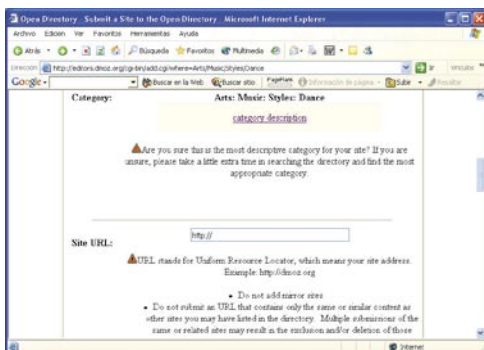 Open Directory - Submit a Site to the Open Directory - Microsoft Internet Explorer
Archivo Edición Ver Favoritos Herramientas Ayuda
Atrás Búsqueda Favoritos Multimedia
Dirección http://editors.dmoz.org/cgi-bin/add.cgi?where=Arts/Music/Styles/Dance Ir Vínculos
Google Buscar en la Web Buscar sitio PageRank Información de página Subir Resaltar
Category: Arts: Music: Styles: Dance
category description
Are you sure this is the most descriptive category for your site? If you are
unsure, please take a little extra time in searching the directory and find the most
appropriate category.
Site URL: http://
URL stands for Uniform Resource Locator, which means your site address.
Example: http://dmoz.org
• Do not add mirror sites
• Do not submit an URL that contains only the same or similar content as
other sites you may have listed in the directory. Multiple submissions of the
same or related sites may result in the exclusion and/or deletion of those
Internet